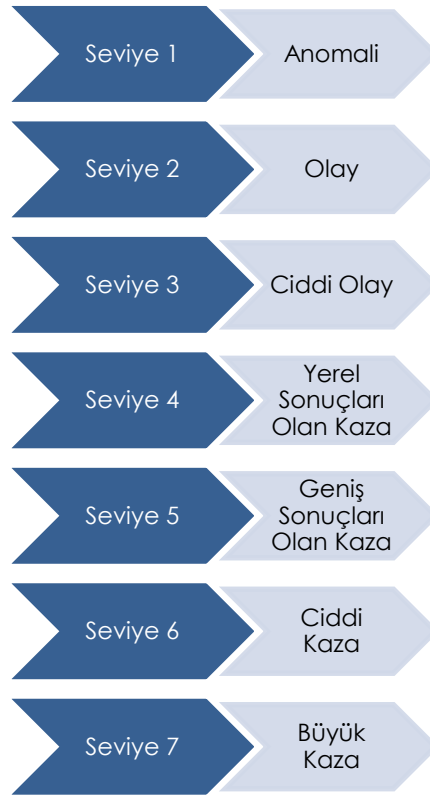 Seviye 1
Anomali
Seviye 2
Olay
Seviye 3
Ciddi Olay
Seviye 4
Yerel
Sonuçları
Olan Kaza
Seviye 5
Geniş
Sonuçları
Olan Kaza
Seviye 6
Ciddi
Kaza
Seviye 7
Büyük
Kaza